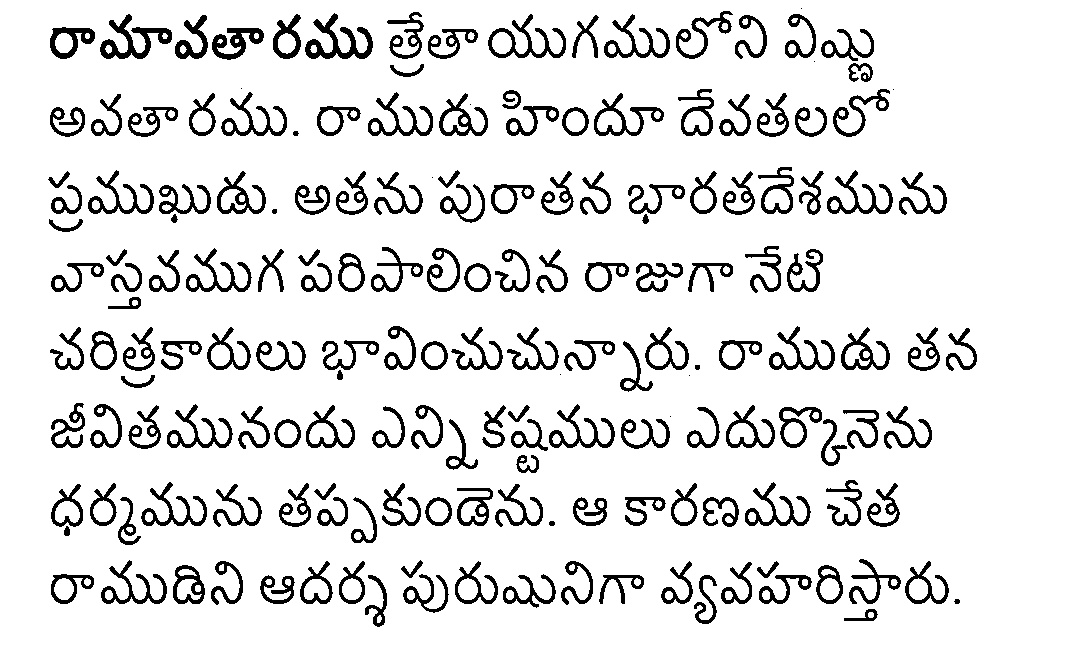 రామావతారము త్రేతాయుగములోని విష్ణు
అవతారము. రాముడు హిందూ దేవతలలో
ప్రముఖుడు. అతను పురాతన భారతదేశమును
వాస్తవముగ పరిపాలించిన రాజుగా నేటి
చరిత్రకారులు భావించుచున్నారు. రాముడు తన
జీవితమునందు ఎన్ని కష్టములు ఎదుర్కొనెను
ధర్మమును తప్పకుండెను. ఆ కారణము చేత
రాముడిని ఆదర్శ పురుషునిగా వ్యవహరిస్తారు.